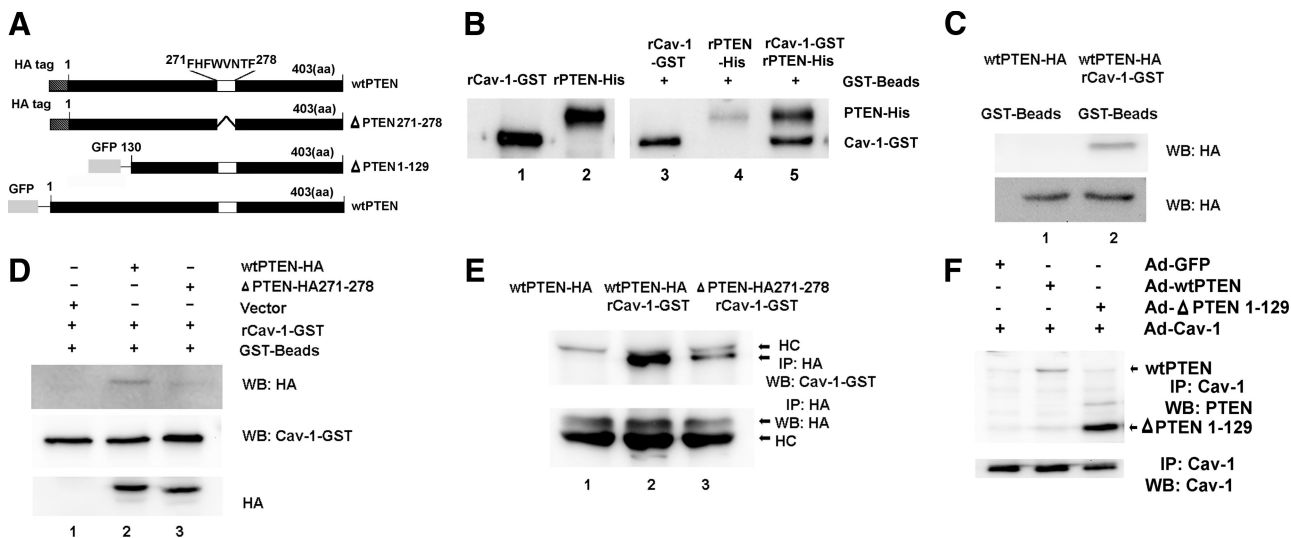 A
HA tag 1 271FHFWVNTF278 403(aa) wtPTEN
HA tag 1 403(aa) Δ PTEN 271-278
GFP 130 403(aa) Δ PTEN 1-129
GFP 1 403(aa) wtPTEN
B
rCav-1-GST rPTEN-His
rCav-1 rPTEN rCav-1-GST
-GST -His rPTEN-His
+ + + GST-Beads
PTEN-His
Cav-1-GST
1 2 3 4 5
C
wtPTEN-HA wtPTEN-HA
rCav-1-GST
GST-Beads GST-Beads
WB: HA
WB: HA
1 2
D
– + – wtPTEN-HA
– – + Δ PTEN-HA271-278
+ – – Vector
+ + + rCav-1-GST
+ + + GST-Beads
WB: HA
WB: Cav-1-GST
HA
1 2 3
E
wtPTEN-HA wtPTEN-HA Δ PTEN-HA271-278
rCav-1-GST rCav-1-GST
HC
IP: HA
WB: Cav-1-GST
IP: HA
WB: HA
HC
1 2 3
F
+ - - Ad-GFP
- + - Ad-wtPTEN
- - + Ad-Δ PTEN 1-129
+ + + Ad-Cav-1
wtPTEN
IP: Cav-1
WB: PTEN
Δ PTEN 1-129
IP: Cav-1
WB: Cav-1